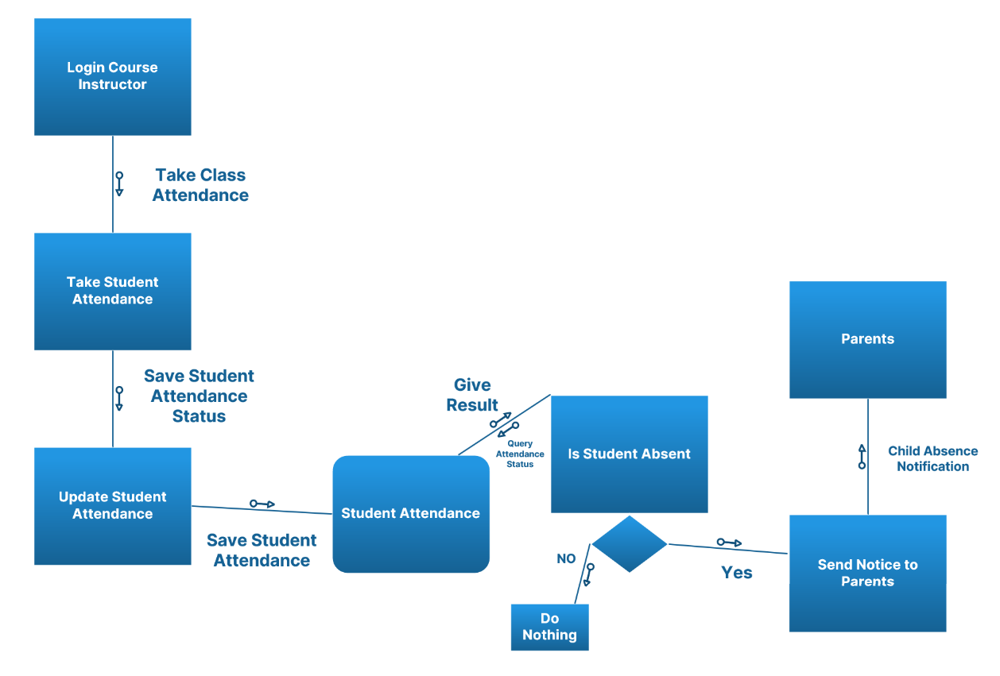 Login Course
Instructor
Take Class
Attendance
Take Student
Attendance
Save Student
Attendance
Status
Update Student
Attendance
Save Student
Attendance
Student Attendance
Give
Result
Query
Attendance
Status
Is Student Absent
NO
Do
Nothing
Yes
Send Notice to
Parents
Child Absence
Notification
Parents